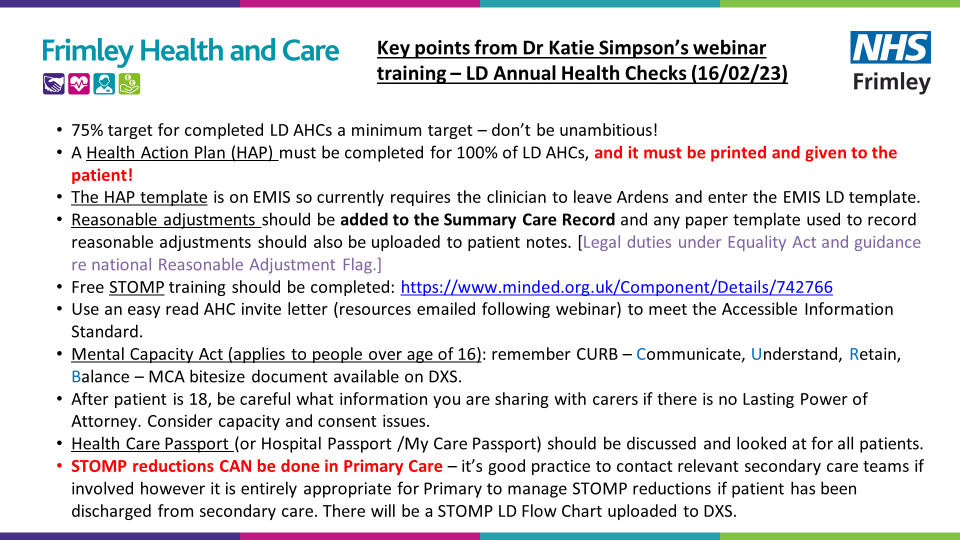 Frimley Health and Care
Key points from Dr Katie Simpson's webinar
training – LD Annual Health Checks (16/02/23)
NHS
Frimley
• 75% target for completed LD AHCs a minimum target – don't be unambitious!
• A Health Action Plan (HAP) must be completed for 100% of LD AHCs, and it must be printed and given to the
patient!
• The HAP template is on EMIS so currently requires the clinician to leave Ardens and enter the EMIS LD template.
• Reasonable adjustments should be added to the Summary Care Record and any paper template used to record
reasonable adjustments should also be uploaded to patient notes. [Legal duties under Equality Act and guidance
re national Reasonable Adjustment Flag.]
• Free STOMP training should be completed: https://www.minded.org.uk/Component/Details/742766
• Use an easy read AHC invite letter (resources emailed following webinar) to meet the Accessible Information
Standard.
• Mental Capacity Act (applies to people over age of 16): remember CURB – Communicate, Understand, Retain,
Balance – MCA bitesize document available on DXS.
• After patient is 18, be careful what information you are sharing with carers if there is no Lasting Power of
Attorney. Consider capacity and consent issues.
• Health Care Passport (or Hospital Passport /My Care Passport) should be discussed and looked at for all patients.
• STOMP reductions CAN be done in Primary Care – it's good practice to contact relevant secondary care teams if
involved however it is entirely appropriate for Primary to manage STOMP reductions if patient has been
discharged from secondary care. There will be a STOMP LD Flow Chart uploaded to DXS.